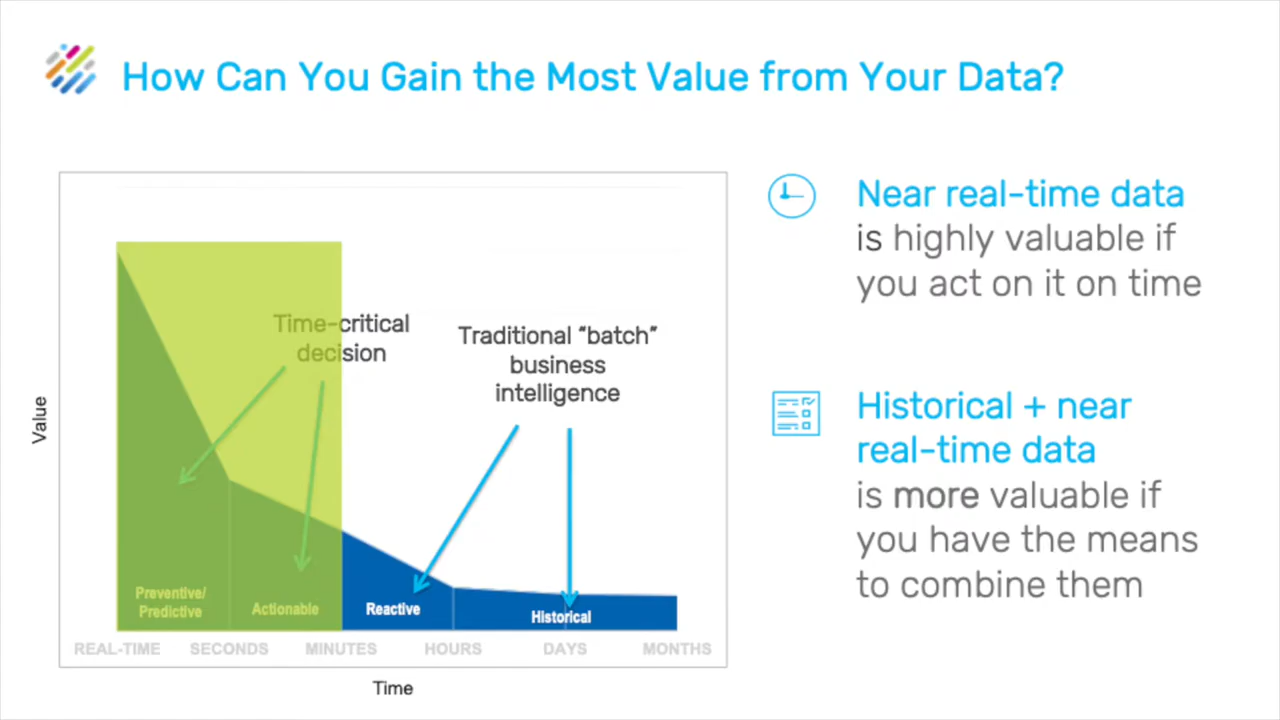 How Can You Gain the Most Value from Your Data?
Value
Time-critical
decision
Traditional “batch”
business
intelligence
Preventive/
Predictive
Actionable
Reactive
Historical
REAL-TIME
SECONDS
MINUTES
HOURS
DAYS
MONTHS
Time
Near real-time data
is highly valuable if
you act on it on time
Historical + near
real-time data
is more valuable if
you have the means
to combine them